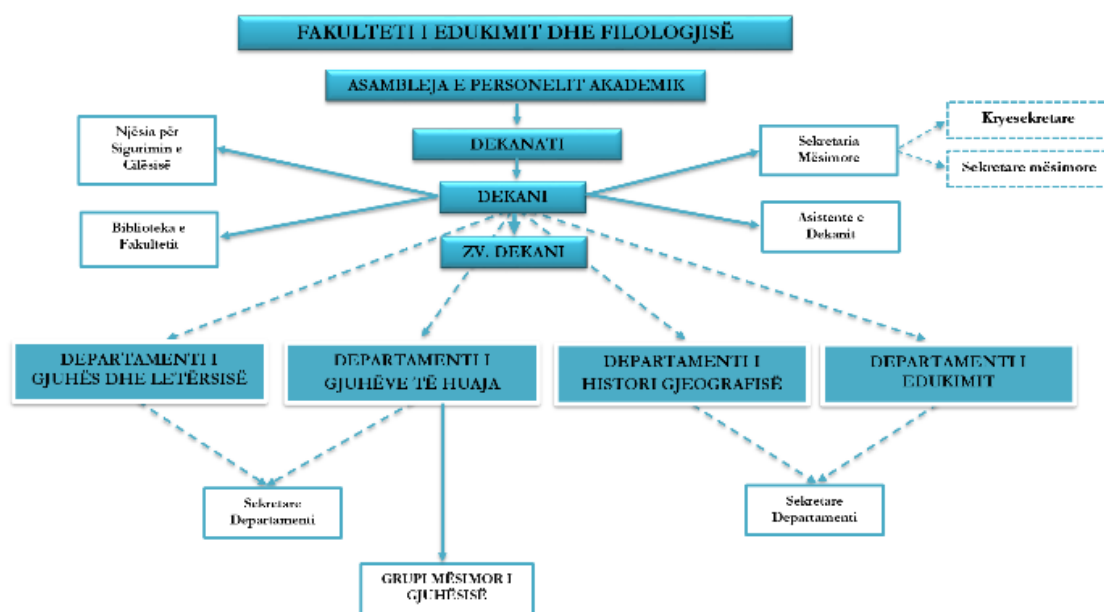 FAKULTETI I EDUKIMIT DHE FILOLOGJISË
ASAMBLEJA E PERSONELIT AKADEMIK
DEKANATI
Njësia për
Sigurimin e
Cilësisë
Sekretaria
Mësimore
Kryesekretare
Sekretare mësimore
DEKANI
Biblioteka e
Fakultetit
Asistente e
Dekanit
ZV. DEKANI
DEPARTAMENTI I
GJUHËS DHE LETËRSISË
DEPARTAMENTI I
GJUHËVE TË HUAJA
DEPARTAMENTI I
HISTORI GJEOGRAFISË
DEPARTAMENTI I
EDUKIMIT
Sekretare
Departamenti
Sekretare
Departamenti
GRUPI MËSIMOR I
GJUHËSISË